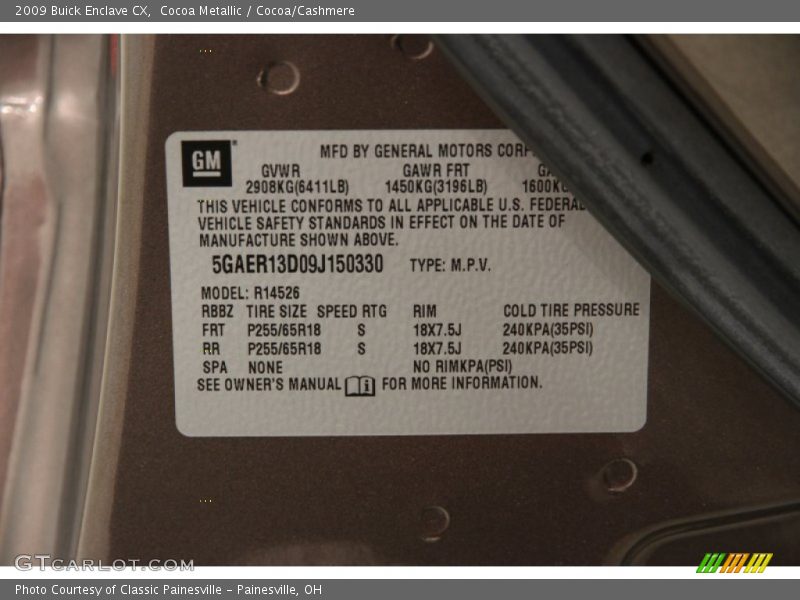 2009 Buick Enclave CX,  Cocoa Metallic / Cocoa/Cashmere
GM
MFD BY GENERAL MOTORS
GVWR GAWR FRT
2908KG(6411LB) 1450KG(3196LB) 1600KG
THIS VEHICLE CONFORMS TO ALL APPLICABLE U.S. FEDERAL
VEHICLE SAFETY STANDARDS IN EFFECT ON THE DATE OF
MANUFACTURE SHOWN ABOVE.
5GAER13D09J150330 TYPE: M.P.V.
MODEL: R14526
RBBZ TIRE SIZE SPEED RTG RIM COLD TIRE PRESSURE
FRT P255/65R18 S 18X7.5J 240KPA(35PSI)
RR P255/65R18 S 18X7.5J 240KPA(35PSI)
SPA NONE NO RIMKPA(PSI)
SEE OWNER'S MANUAL FOR MORE INFORMATION.
GTCARLOT.COM
Photo Courtesy of Classic Painesville - Painesville, OH